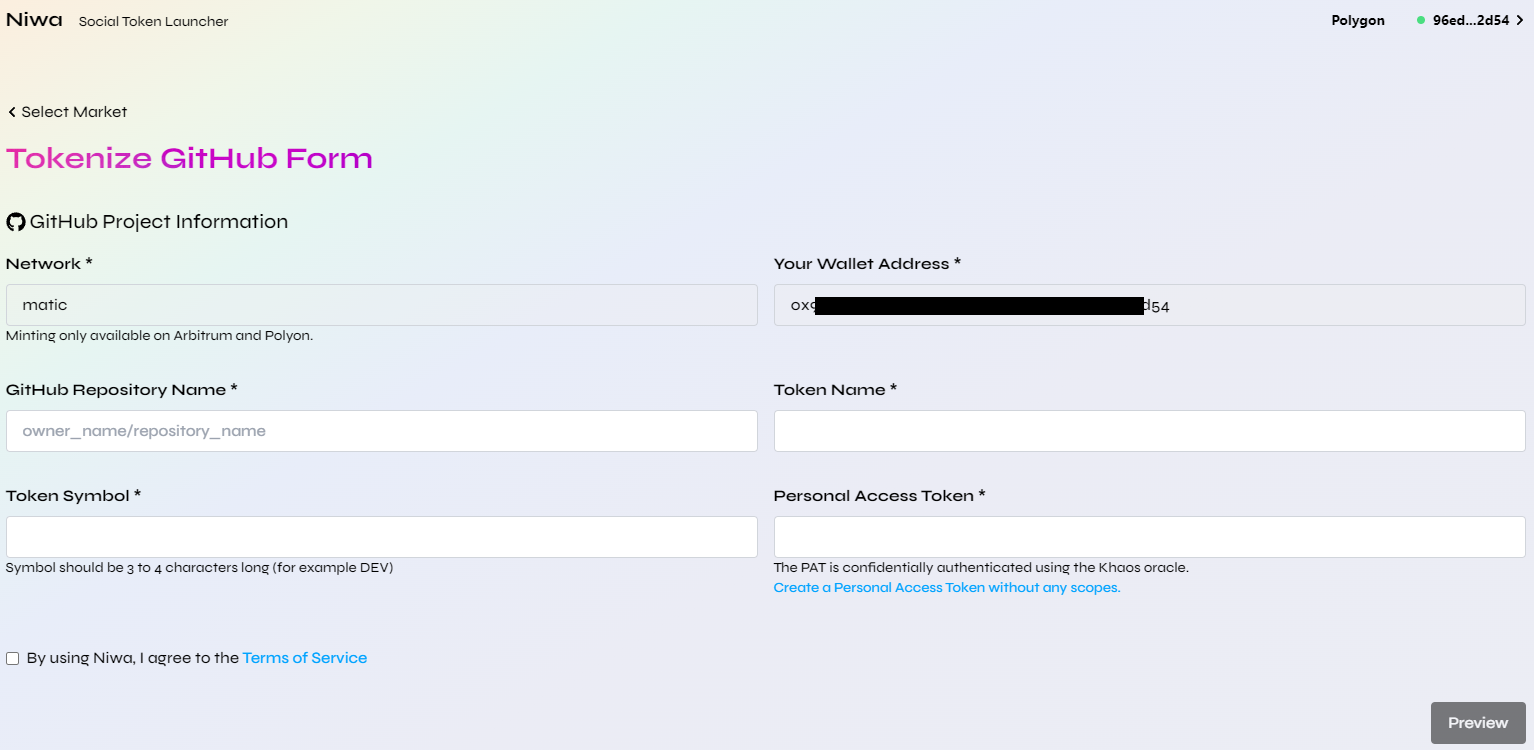 Niwa Social Token Launcher Polygon 96ed...2d54
Select Market
Tokenize GitHub Form
GitHub Project Information
Network * Your Wallet Address *
matic 0x9 d54
Minting only available on Arbitrum and Polyon.
GitHub Repository Name * Token Name *
owner_name/repository_name
Token Symbol * Personal Access Token *
Symbol should be 3 to 4 characters long (for example DEV) The PAT is confidentially authenticated using the Khaos oracle.
Create a Personal Access Token without any scopes.
By using Niwa, I agree to the Terms of Service
Preview